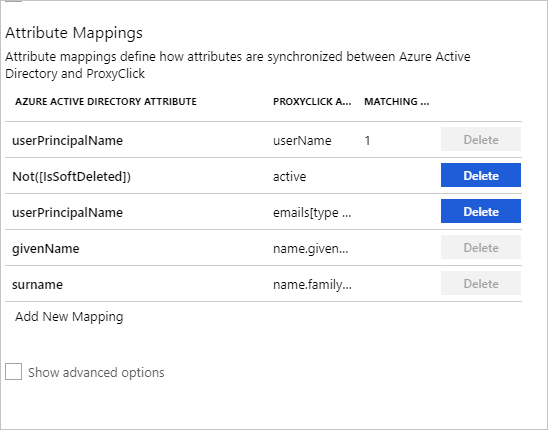 Attribute Mappings
Attribute mappings define how attributes are synchronized between Azure Active
Directory and ProxyClick
AZURE ACTIVE DIRECTORY ATTRIBUTE PROXYCLICK A... MATCHING ...
userPrincipalName userName 1 Delete
Not([IsSoftDeleted]) active Delete
userPrincipalName emails[type ... Delete
givenName name.given... Delete
surname name.family... Delete
Add New Mapping
Show advanced options